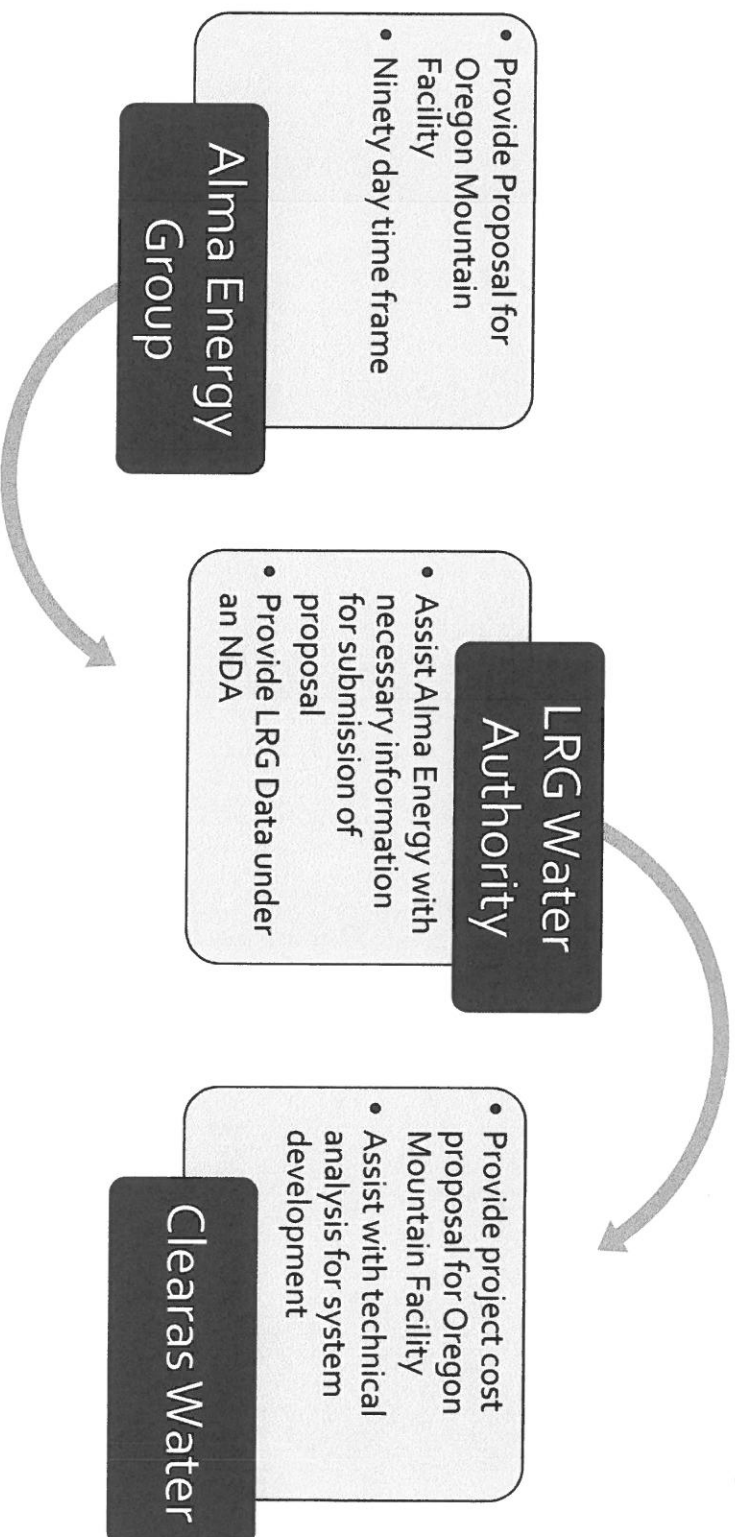 • Provide Proposal for
Oregon Mountain
Facility
• Ninety day time frame
Alma Energy
Group
LRG Water
Authority
• Assist Alma Energy with
necessary information
for submission of
proposal
• Provide LRG Data under
an NDA
• Provide project cost
proposal for Oregon
Mountain Facility
• Assist with technical
analysis for system
development
Clearas Water